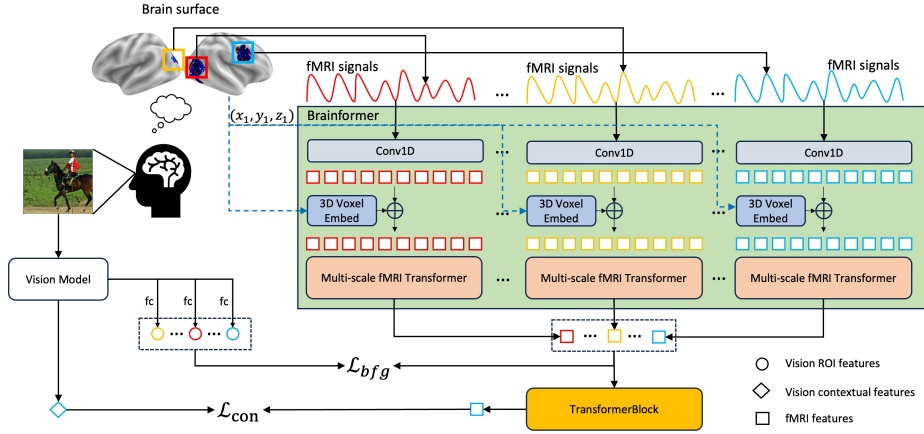 Brain surface
fMRI signals
...
fMRI signals
...
fMRI signals
(x₁, y₁, z₁)
Brainformer
Conv1D
...
Conv1D
...
Conv1D
3D Voxel
Embed
...
3D Voxel
Embed
...
3D Voxel
Embed
Multi-scale fMRI Transformer
...
Multi-scale fMRI Transformer
...
Multi-scale fMRI Transformer
Vision Model
fc
fc
fc
...
...
...
...
ℒ_bfg
ℒ_con
TransformerBlock
Vision ROI features
Vision contextual features
fMRI features